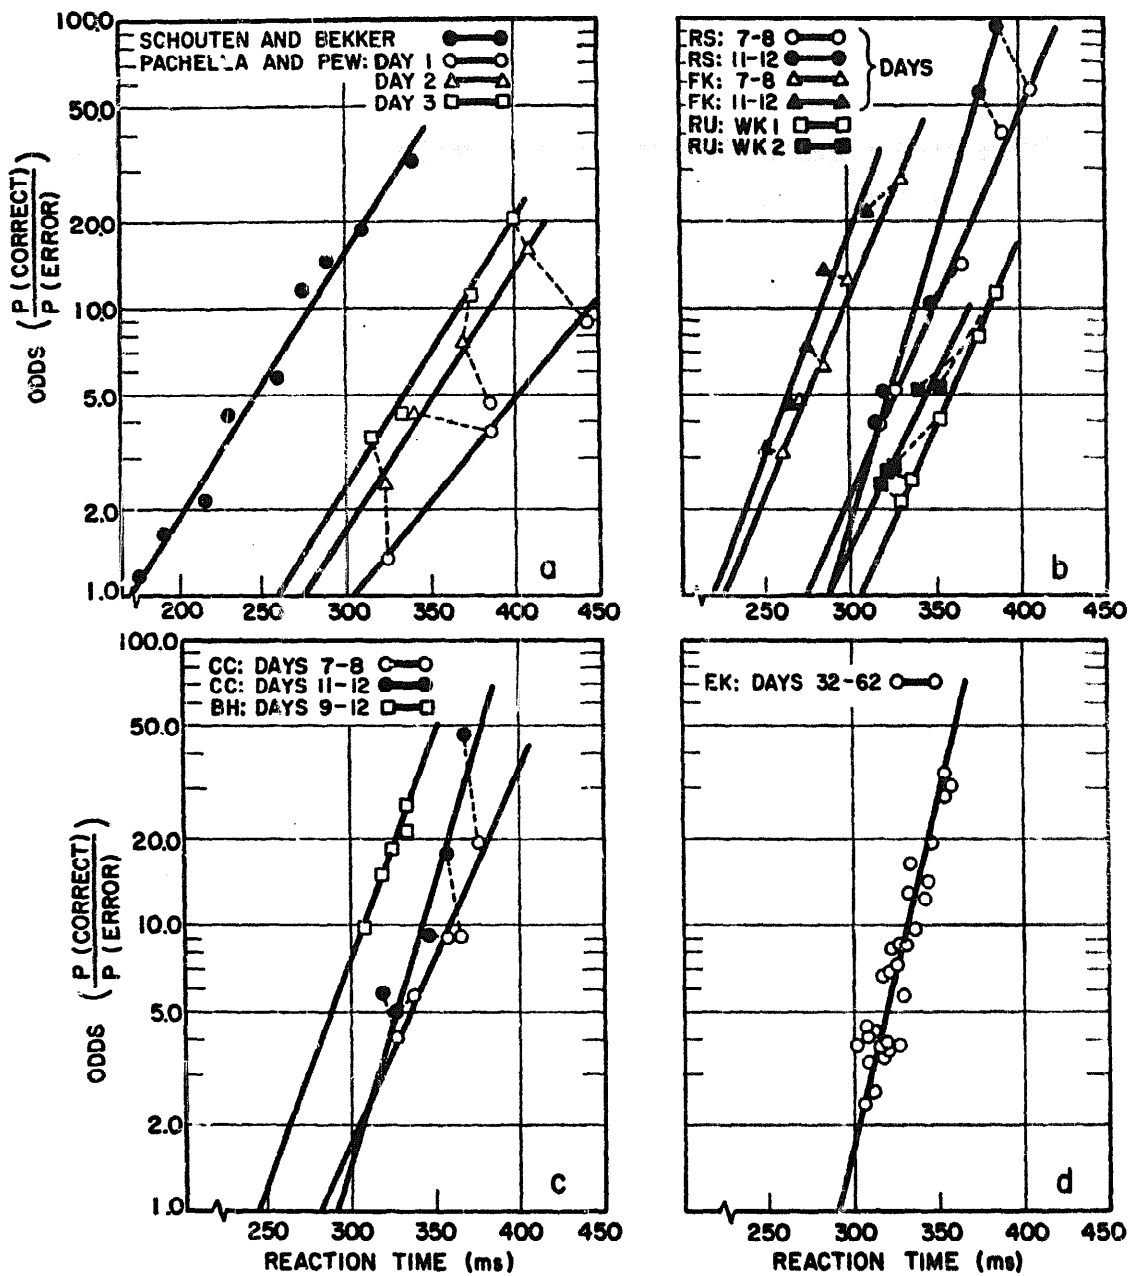 100.0
50.0
20.0
10.0
5.0
2.0
1.0
ODDS ( P (CORRECT) / P (ERROR) )
SCHOUTEN AND BEKKER
PACHELLA AND PEW: DAY 1
DAY 2
DAY 3
a
200 250 300 350 400 450
RS: 7-8
RS: 11-12
FK: 7-8
FK: 11-12
DAYS
RU: WK 1
RU: WK 2
b
250 300 350 400 450
100.0
50.0
20.0
10.0
5.0
2.0
1.0
ODDS ( P (CORRECT) / P (ERROR) )
CC: DAYS 7-8
CC: DAYS 11-12
BH: DAYS 9-12
c
250 300 350 400 450
REACTION TIME (ms)
EK: DAYS 32-62
d
250 300 350 400 450
REACTION TIME (ms)